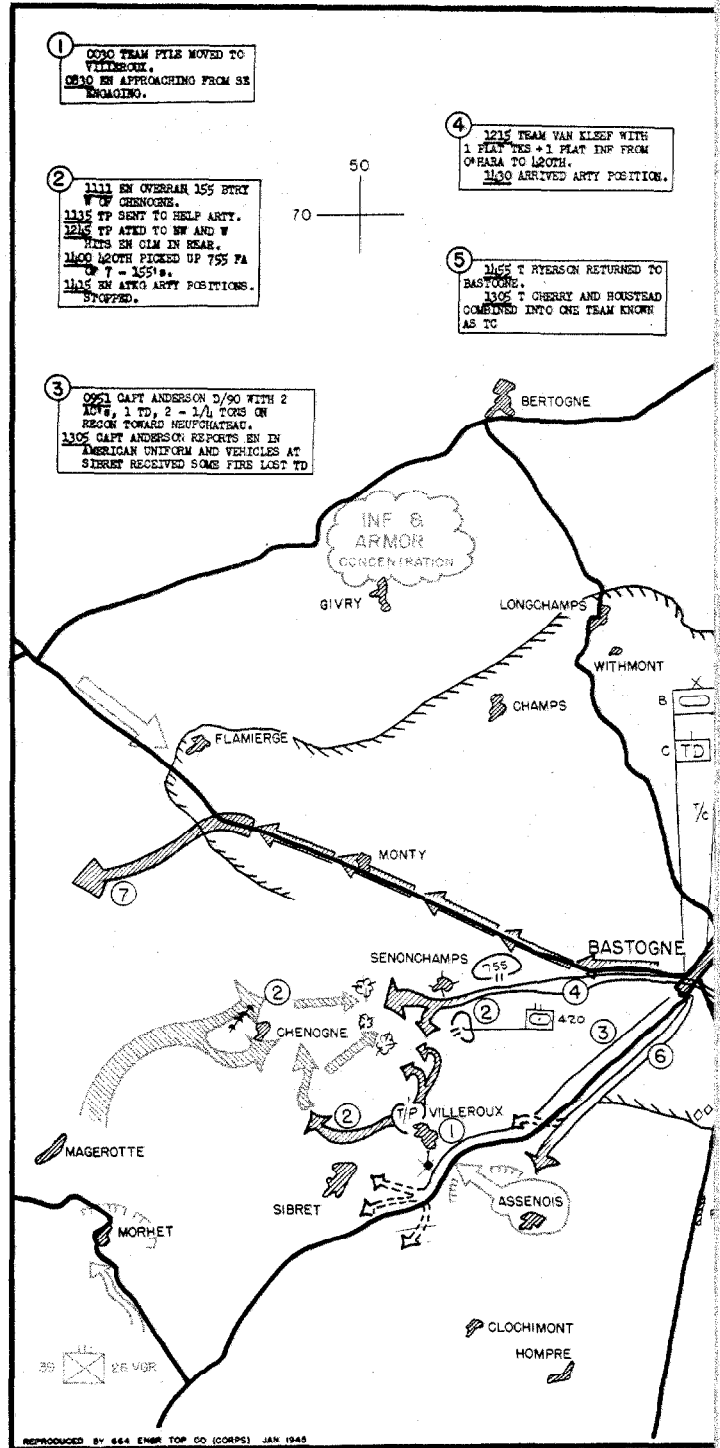 1
0030 TEAM PYLE MOVED TO
VILLEROUX.
0830 EN APPROACHING FROM SE
ENGAGING.
2
1111 EN OVERRAN 155 BTRY
W OF CHENOGNE.
1135 TP SENT TO HELP ARTY.
1245 TP ATKD TO NW AND W
HITS EN CLM IN REAR.
1400 420TH PICKED UP 755 FA
OF 7 - 155's.
1415 EN ATKG ARTY POSITIONS.
STOPPED.
3
0951 CAPT ANDERSON D/90 WITH 2
AC's, 1 TD, 2 - 1/4 TONS ON
RECON TOWARD NEUFCHATEAU.
1305 CAPT ANDERSON REPORTS EN IN
AMERICAN UNIFORM AND VEHICLES AT
SIBRET RECEIVED SOME FIRE LOST TD
4
1215 TEAM VAN KLEEF WITH
1 PLAT TKS + 1 PLAT INF FROM
O'HARA TO 420TH.
1430 ARRIVED ARTY POSITION.
5
1455 T RYERSON RETURNED TO
BASTOGNE.
1305 T CHERRY AND HOUSTEAD
COMBINED INTO ONE TEAM KNOWN
AS TC
50
70
BERTOGNE
INF &
ARMOR
CONCENTRATION
GIVRY
LONGCHAMPS
WITHMONT
CHAMPS
B
C TD
T/C
FLAMIERGE
MONTY
7
BASTOGNE
SENONCHAMPS
755
4
2
2
420
CHENOGNE
3
6
2
T/P VILLEROUX
1
MAGEROTTE
SIBRET
ASSENOIS
MORHET
CLOCHIMONT
HOMPRE
39 26 VGR
REPRODUCED BY 664 ENGR TOP CO (CORPS) JAN 1945